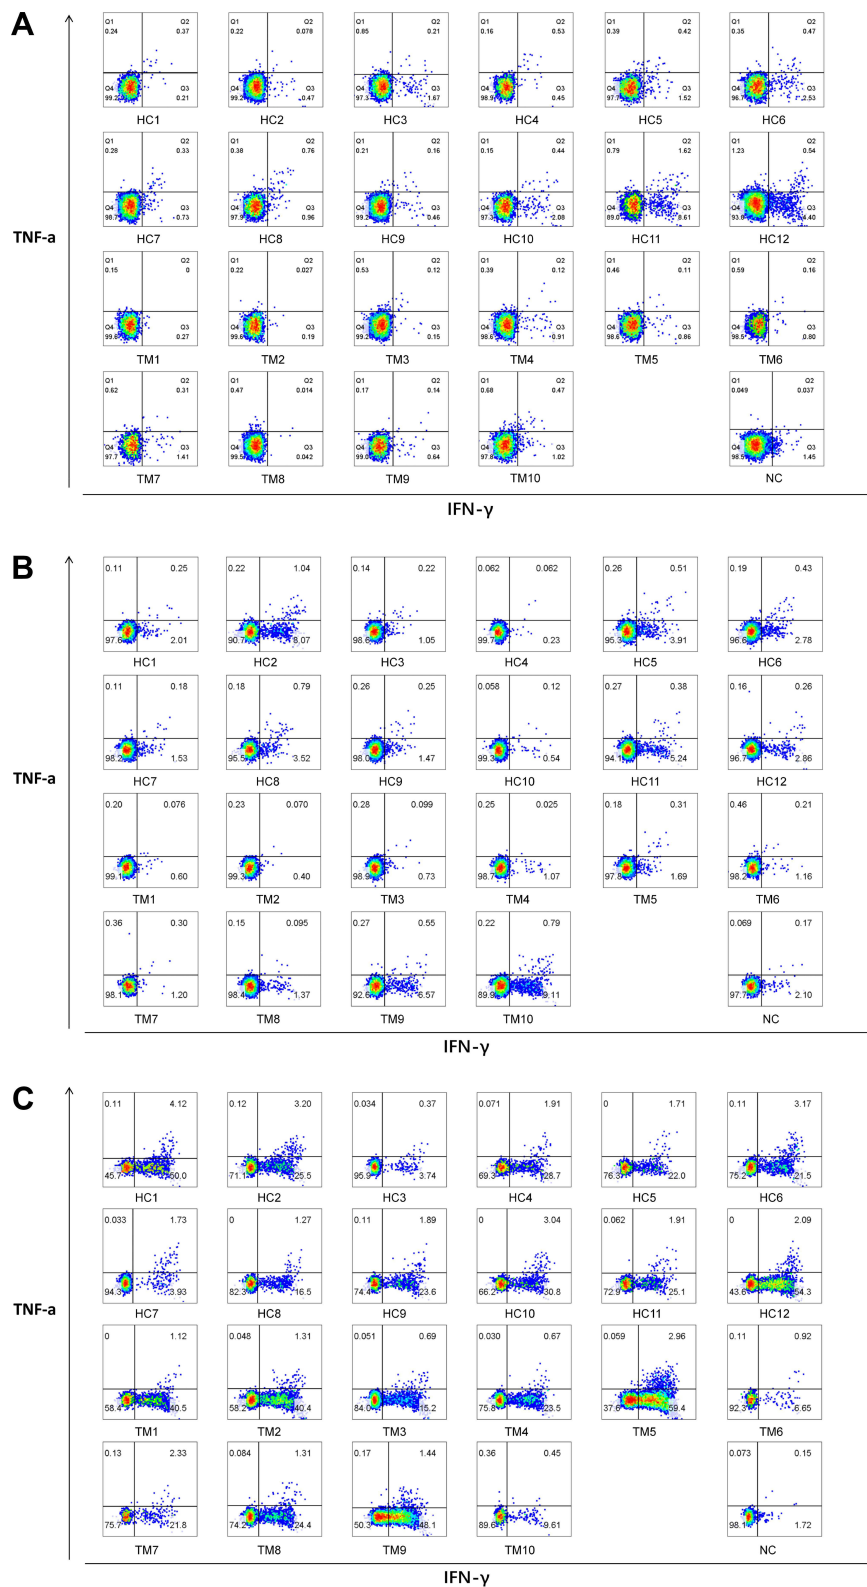 A
Q1 Q2 Q1 Q2 Q1 Q2 Q1 Q2 Q1 Q2 Q1 Q2
0.24 0.37 0.22 0.078 0.85 0.21 0.16 0.53 0.39 0.42 0.35 0.47
Q4 Q3 Q4 Q3 Q4 Q3 Q4 Q3 Q4 Q3 Q4 Q3
99.2 0.21 99.2 0.47 97.3 1.67 98.9 0.45 97.7 1.52 96.7 2.53
HC1 HC2 HC3 HC4 HC5 HC6
Q1 Q2 Q1 Q2 Q1 Q2 Q1 Q2 Q1 Q2 Q1 Q2
0.28 0.33 0.38 0.76 0.21 0.16 0.15 0.44 0.79 1.62 1.23 0.54
Q4 Q3 Q4 Q3 Q4 Q3 Q4 Q3 Q4 Q3 Q4 Q3
98.7 0.73 97.9 0.96 99.2 0.46 97.3 2.08 89.0 8.61 93.8 4.40
TNF-a
HC7 HC8 HC9 HC10 HC11 HC12
Q1 Q2 Q1 Q2 Q1 Q2 Q1 Q2 Q1 Q2 Q1 Q2
0.15 0 0.22 0.027 0.53 0.12 0.39 0.12 0.46 0.11 0.59 0.16
Q4 Q3 Q4 Q3 Q4 Q3 Q4 Q3 Q4 Q3 Q4 Q3
99.6 0.27 99.6 0.19 99.2 0.15 98.6 0.91 98.6 0.86 98.5 0.80
TM1 TM2 TM3 TM4 TM5 TM6
Q1 Q2 Q1 Q2 Q1 Q2 Q1 Q2 Q1 Q2
0.62 0.31 0.47 0.014 0.17 0.14 0.68 0.47 0.049 0.037
Q4 Q3 Q4 Q3 Q4 Q3 Q4 Q3 Q4 Q3
97.7 1.41 99.5 0.042 99.0 0.64 97.8 1.02 98.5 1.45
TM7 TM8 TM9 TM10 NC
IFN-γ
B
0.11 0.25 0.22 1.04 0.14 0.22 0.062 0.062 0.26 0.51 0.19 0.43
97.6 2.01 90.7 8.07 98.6 1.05 99.7 0.23 95.3 3.91 96.6 2.78
HC1 HC2 HC3 HC4 HC5 HC6
0.11 0.18 0.18 0.79 0.26 0.25 0.058 0.12 0.27 0.38 0.16 0.26
98.2 1.53 95.5 3.52 98.0 1.47 99.3 0.54 94.1 5.24 96.7 2.86
HC7 HC8 HC9 HC10 HC11 HC12
TNF-a
0.20 0.076 0.23 0.070 0.28 0.099 0.25 0.025 0.18 0.31 0.46 0.21
99.1 0.60 99.3 0.40 98.9 0.73 98.7 1.07 97.8 1.69 98.2 1.16
TM1 TM2 TM3 TM4 TM5 TM6
0.36 0.30 0.15 0.095 0.27 0.55 0.22 0.79 0.069 0.17
98.1 1.20 98.4 1.37 92.6 6.57 89.9 9.11 97.7 2.10
TM7 TM8 TM9 TM10 NC
IFN-γ
C
0.11 4.12 0.12 3.20 0.034 0.37 0.071 1.91 0 1.71 0.11 3.17
45.7 50.0 71.1 25.5 95.9 3.74 69.3 28.7 76.3 22.0 75.2 21.5
HC1 HC2 HC3 HC4 HC5 HC6
0.033 1.73 0 1.27 0.11 1.89 0 3.04 0.062 1.91 0 2.09
94.3 3.93 82.3 16.5 74.4 23.6 66.2 30.8 72.9 25.1 43.6 54.3
TNF-a
HC7 HC8 HC9 HC10 HC11 HC12
0 1.12 0.048 1.31 0.051 0.69 0.030 0.67 0.059 2.96 0.11 0.92
58.4 40.5 58.2 40.4 84.0 15.2 75.8 23.5 37.6 59.4 92.3 6.65
TM1 TM2 TM3 TM4 TM5 TM6
0.13 2.33 0.084 1.31 0.17 1.44 0.36 0.45 0.073 0.15
75.7 21.8 74.2 24.4 50.3 48.1 89.6 9.61 98.1 1.72
TM7 TM8 TM9 TM10 NC
IFN-γ